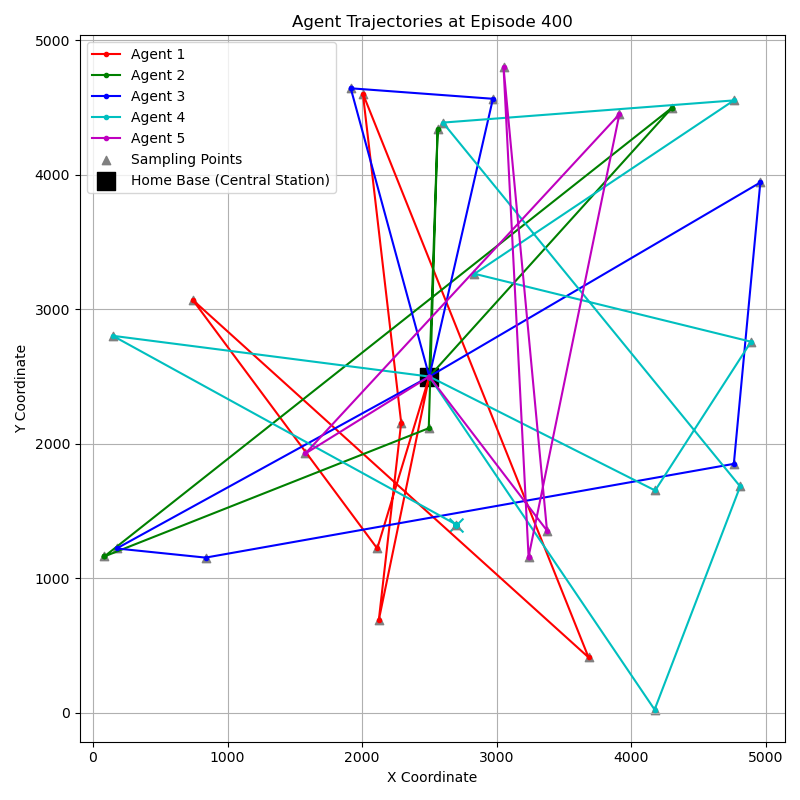 Agent Trajectories at Episode 400
Agent 1
Agent 2
Agent 3
Agent 4
Agent 5
Sampling Points
Home Base (Central Station)
5000
4000
3000
2000
1000
0
Y Coordinate
0 1000 2000 3000 4000 5000
X Coordinate